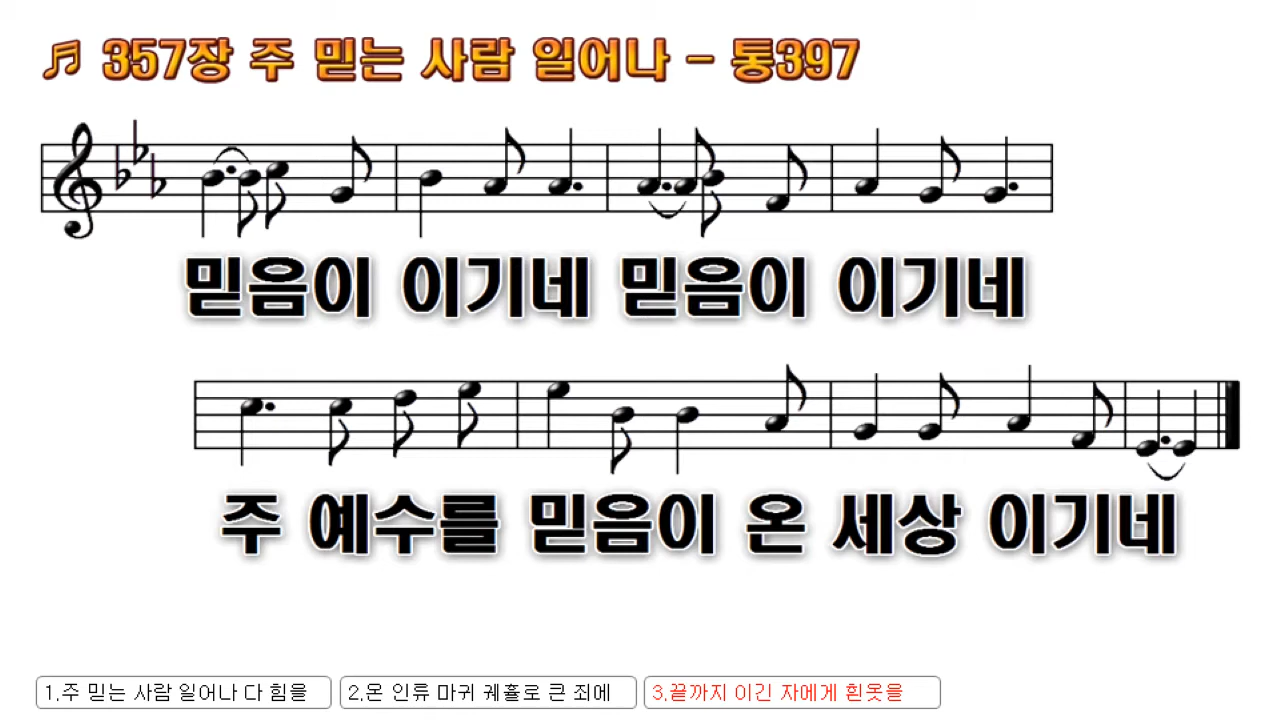 ♬ 357장 주 믿는 사람 일어나 - 통397
믿음이 이기네 믿음이 이기네
주 예수를 믿음이 온 세상 이기네
1.주 믿는 사람 일어나 다 힘을
2.온 인류 마귀 궤휼로 큰 죄에
3.끝까지 이긴 자에게 흰옷을